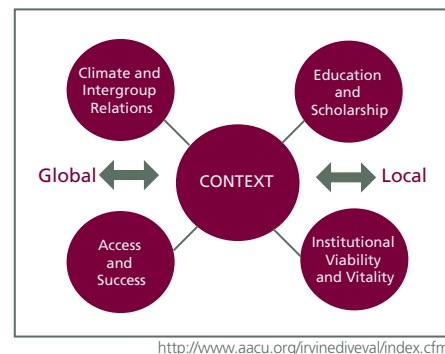 Climate and
Intergroup
Relations
Education
and
Scholarship
Global
CONTEXT
Local
Access
and
Success
Institutional
Viability
and Vitality
http://www.aacu.org/irvinediveval/index.cfm